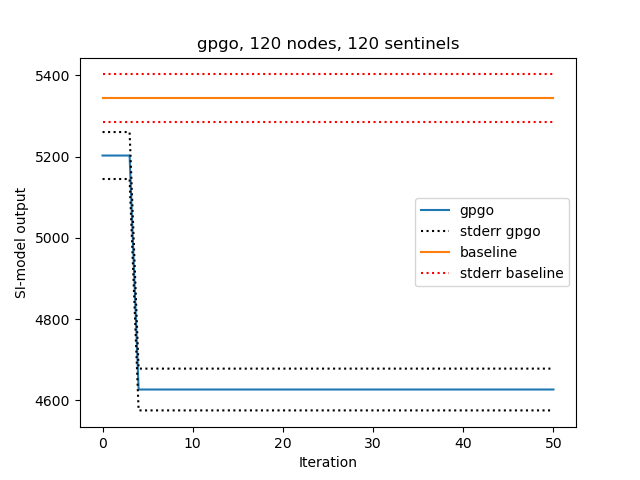 gpgo, 120 nodes, 120 sentinels
5400
5200
5000
4800
4600
SI-model output
gpgo
stderr gpgo
baseline
stderr baseline
0
10
20
30
40
50
Iteration